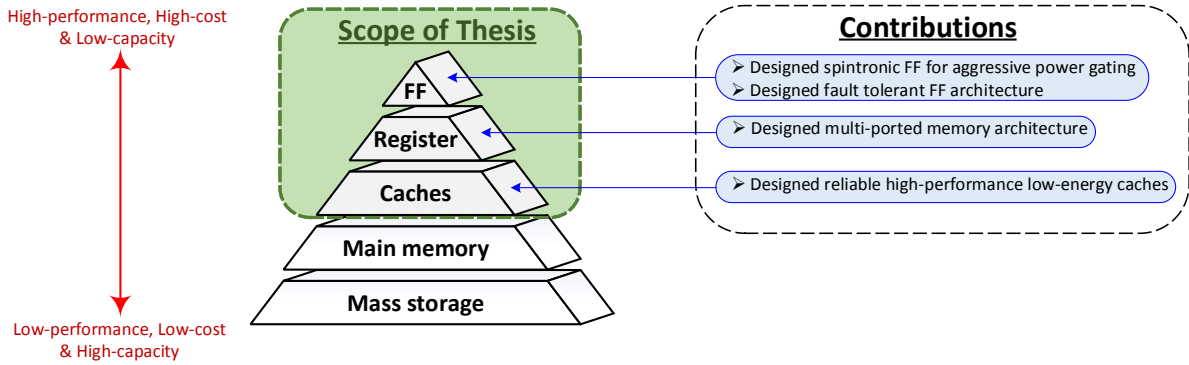 High-performance, High-cost
& Low-capacity
Scope of Thesis
FF
Register
Caches
Main memory
Mass storage
Low-performance, Low-cost
& High-capacity
Contributions
➢ Designed spintronic FF for aggressive power gating
➢ Designed fault tolerant FF architecture
➢ Designed multi-ported memory architecture
➢ Designed reliable high-performance low-energy caches